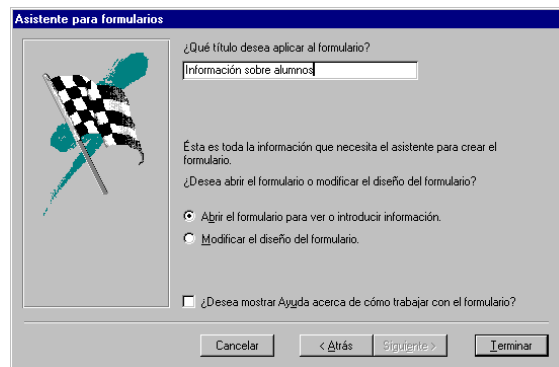 Asistente para formularios
¿Qué título desea aplicar al formulario?
Información sobre alumnos
Ésta es toda la información que necesita el asistente para crear el
formulario.
¿Desea abrir el formulario o modificar el diseño del formulario?
Abrir el formulario para ver o introducir información.
Modificar el diseño del formulario.
¿Desea mostrar Ayuda acerca de cómo trabajar con el formulario?
Cancelar
< Atrás
Siguiente >
Terminar